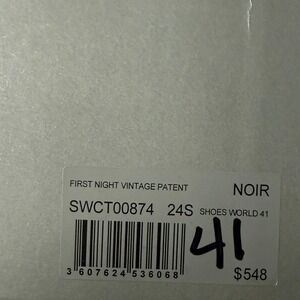 FIRST NIGHT VINTAGE PATENT NOIR
SWCT00874 24S SHOES WORLD 41
41
3 607624 536068 $548